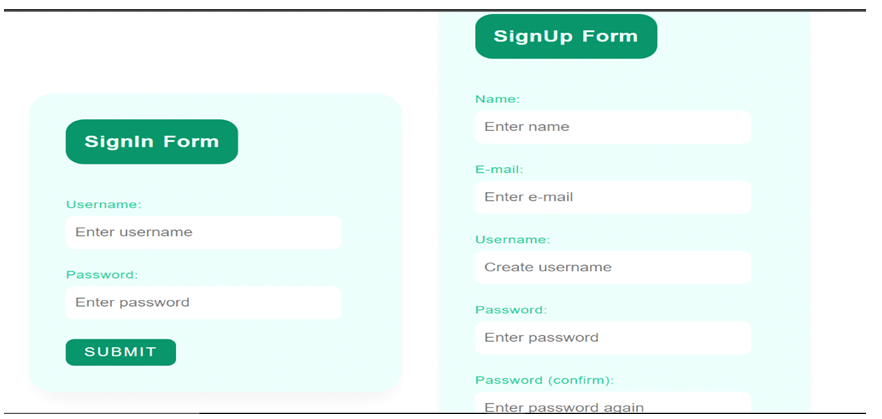 SignIn Form
Username:
Enter username
Password:
Enter password
SUBMIT
SignUp Form
Name:
Enter name
E-mail:
Enter e-mail
Username:
Create username
Password:
Enter password
Password (confirm):
Enter password again